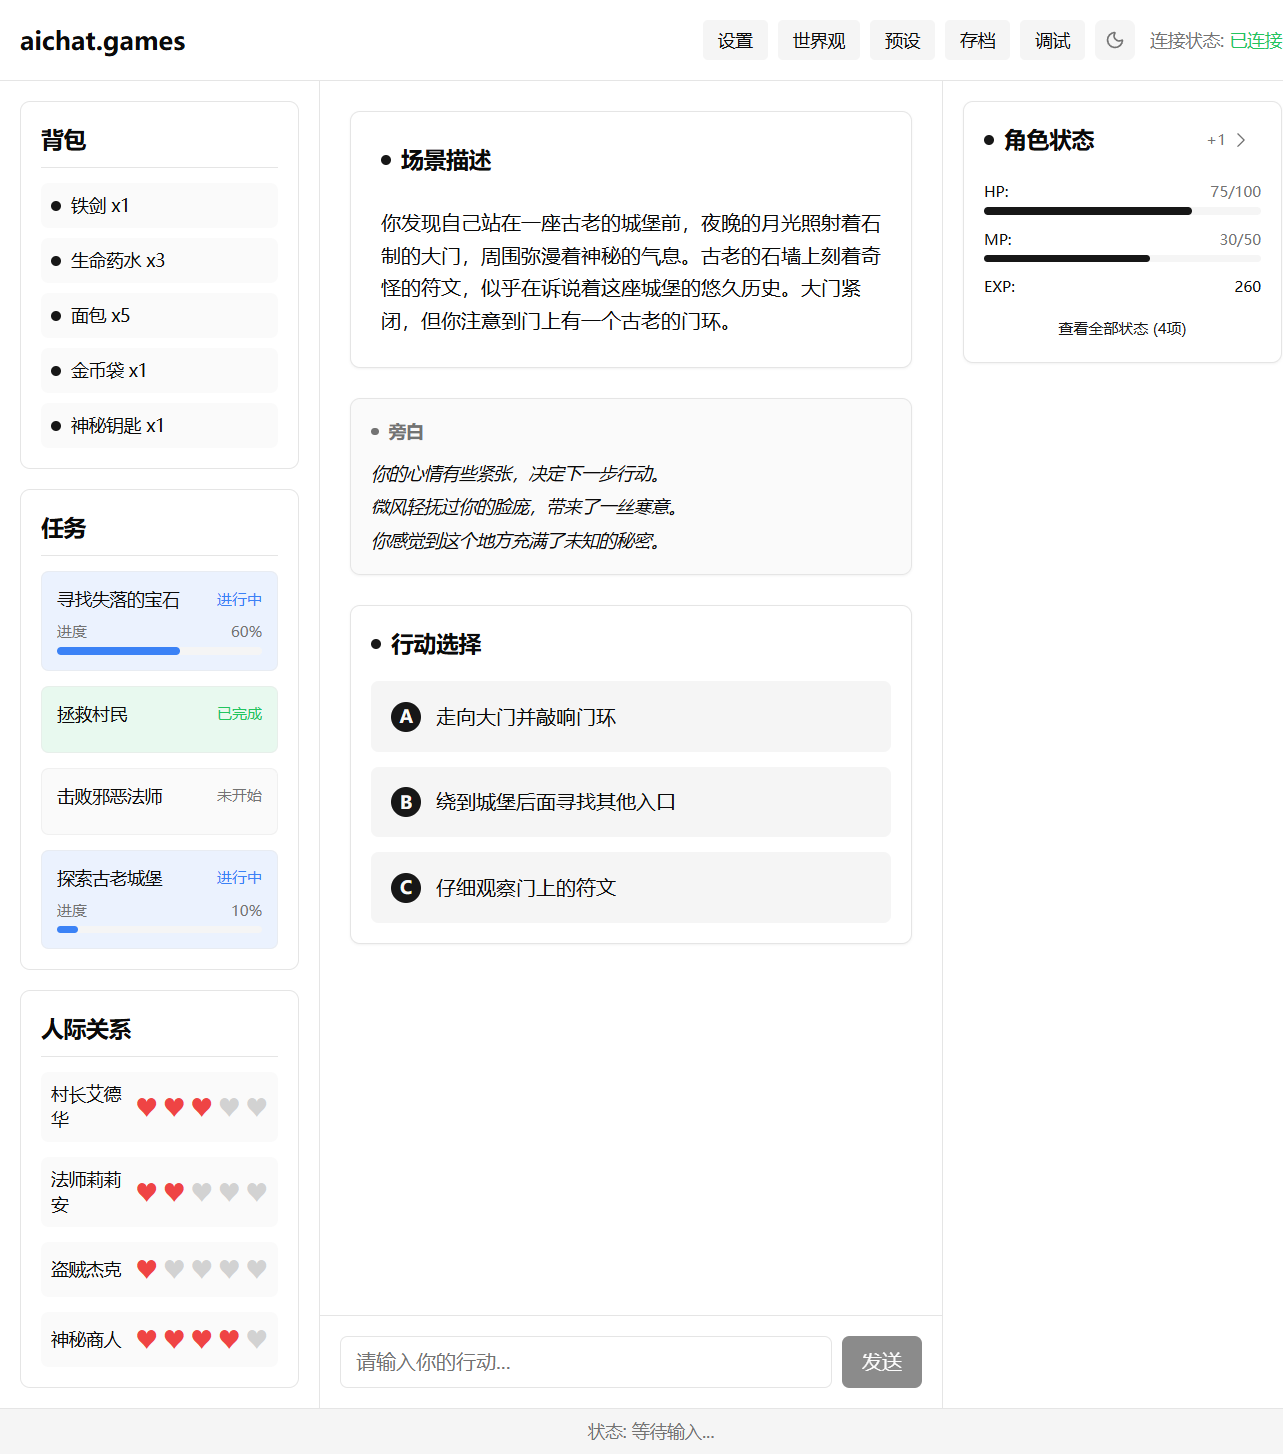 aichat.games
设置
世界观
预设
存档
调试
连接状态: 已连接
背包
铁剑 x1
生命药水 x3
面包 x5
金币袋 x1
神秘钥匙 x1
任务
寻找失落的宝石 进行中
进度 60%
拯救村民 已完成
击败邪恶法师 未开始
探索古老城堡 进行中
进度 10%
人际关系
村长艾德
华
法师莉莉
安
盗贼杰克
神秘商人
场景描述
你发现自己站在一座古老的城堡前，夜晚的月光照射着石
制的大门，周围弥漫着神秘的气息。古老的石墙上刻着奇
怪的符文，似乎在诉说着这座城堡的悠久历史。大门紧
闭，但你注意到门上有一个古老的门环。
旁白
你的心情有些紧张，决定下一步行动。
微风轻抚过你的脸庞，带来了一丝寒意。
你感觉到这个地方充满了未知的秘密。
行动选择
A 走向大门并敲响门环
B 绕到城堡后面寻找其他入口
C 仔细观察门上的符文
请输入你的行动...
发送
角色状态 +1
HP: 75/100
MP: 30/50
EXP: 260
查看全部状态 (4项)
状态: 等待输入...